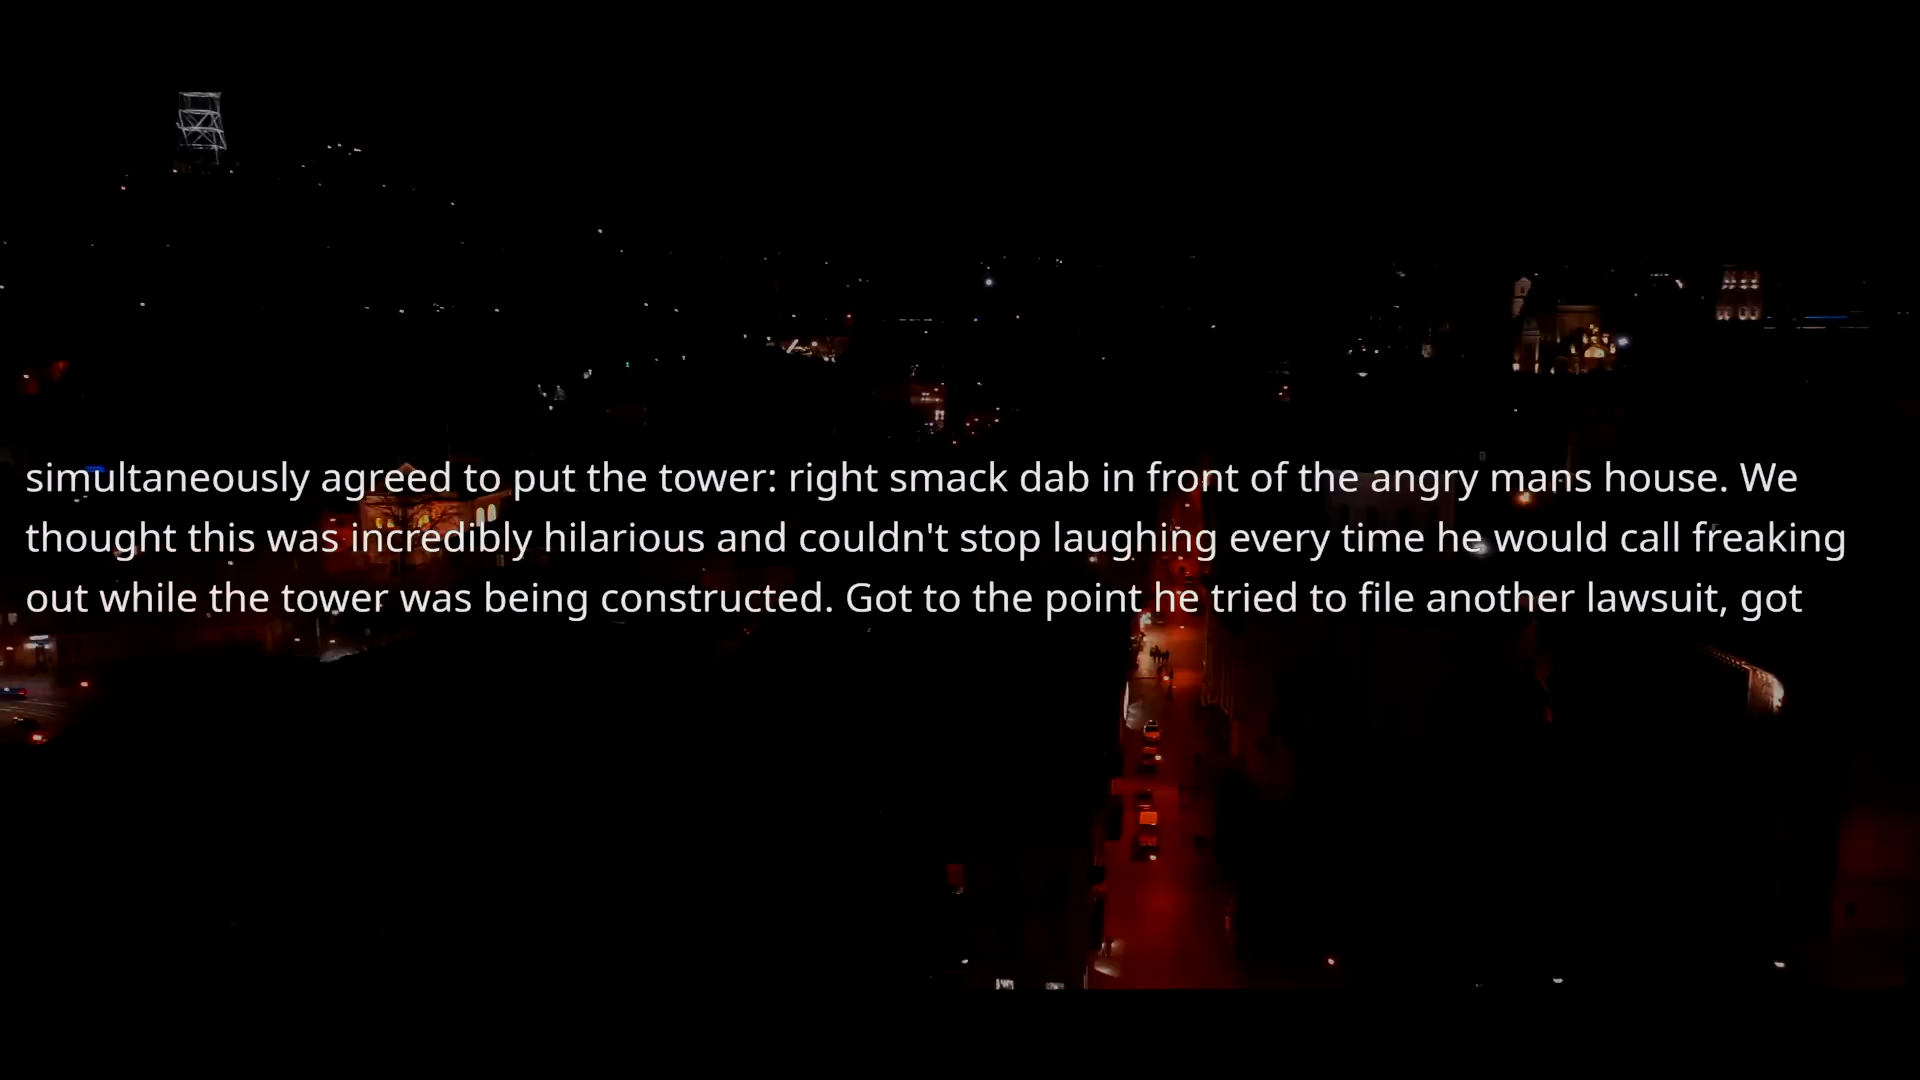 simultaneously agreed to put the tower: right smack dab in front of the angry mans house. We
thought this was incredibly hilarious and couldn't stop laughing every time he would call freaking
out while the tower was being constructed. Got to the point he tried to file another lawsuit, got